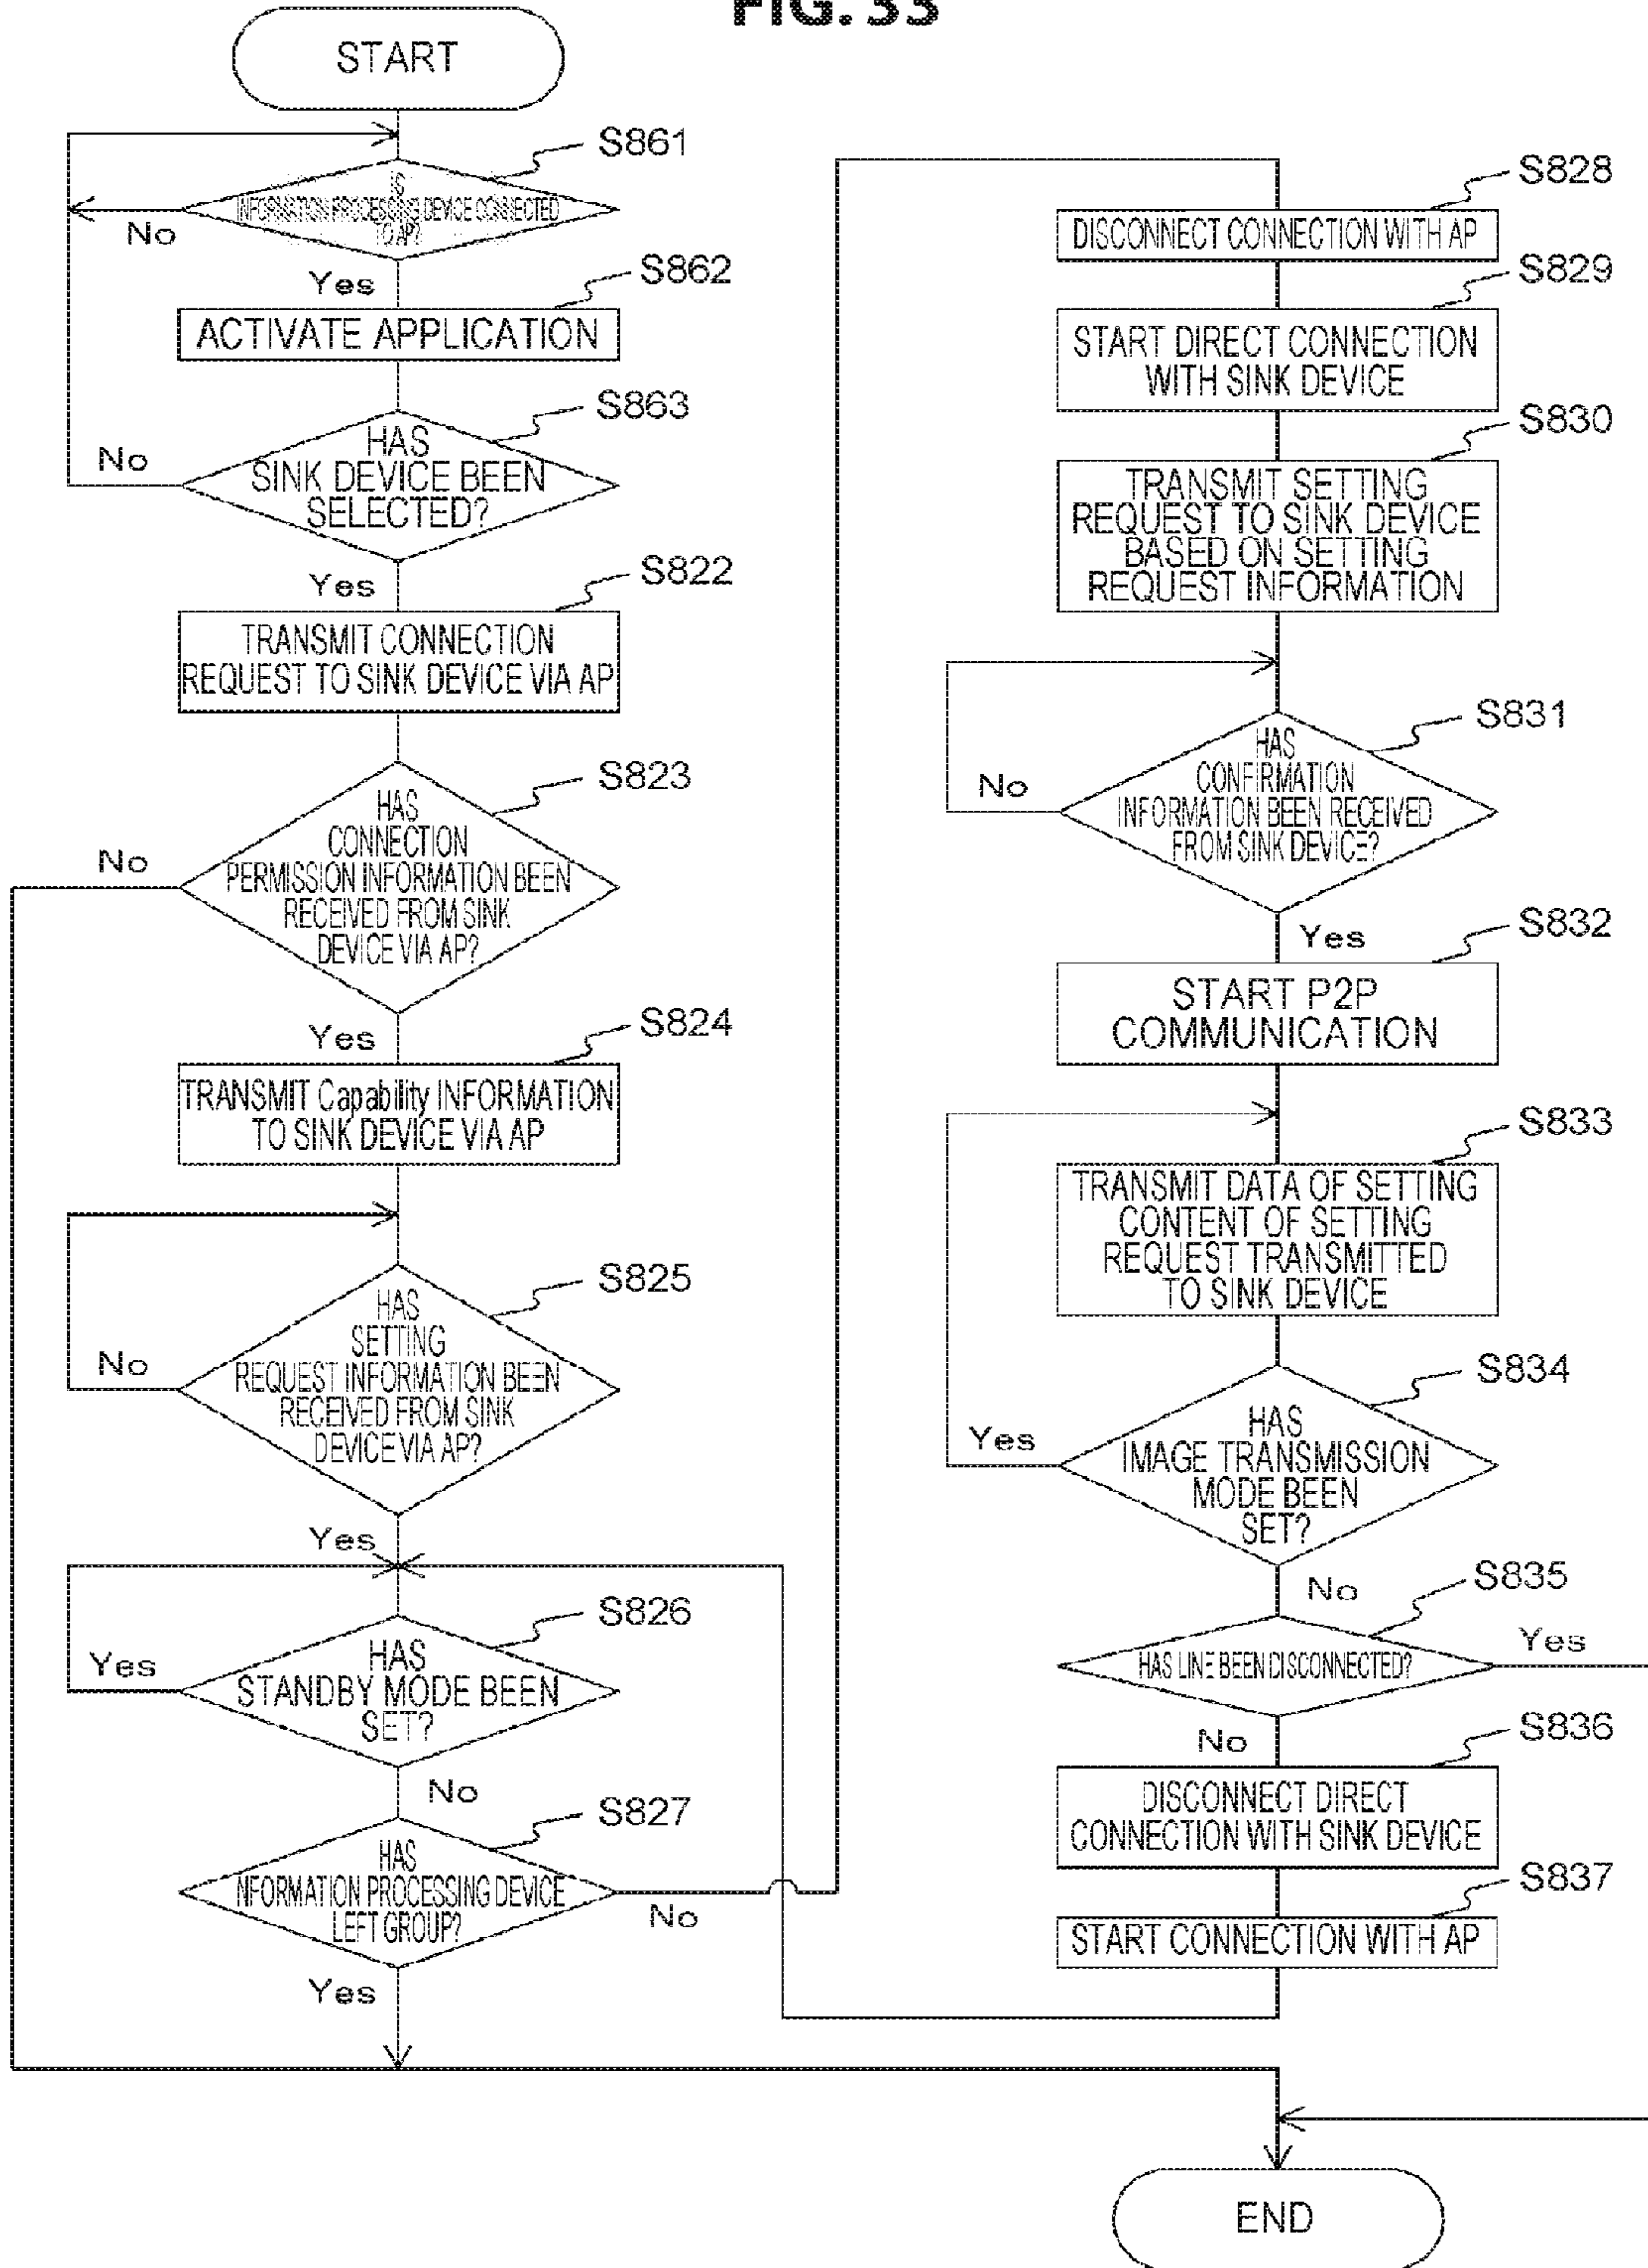 FIG. 33
START
S861
IS
INFORMATION PROCESSING DEVICE CONNECTED
TO AP?
No
Yes
S862
ACTIVATE APPLICATION
S863
HAS
SINK DEVICE BEEN
SELECTED?
No
Yes
S822
TRANSMIT CONNECTION
REQUEST TO SINK DEVICE VIA AP
S823
HAS
CONNECTION
PERMISSION INFORMATION BEEN
RECEIVED FROM SINK
DEVICE VIA AP?
No
Yes
S824
TRANSMIT Capability INFORMATION
TO SINK DEVICE VIA AP
S825
HAS
SETTING
REQUEST INFORMATION BEEN
RECEIVED FROM SINK
DEVICE VIA AP?
No
Yes
S826
HAS
STANDBY MODE BEEN
SET?
Yes
No
S827
HAS
NFORMATION PROCESSING DEVICE
LEFT GROUP?
No
Yes
S828
DISCONNECT CONNECTION WITH AP
S829
START DIRECT CONNECTION
WITH SINK DEVICE
S830
TRANSMIT SETTING
REQUEST TO SINK DEVICE
BASED ON SETTING
REQUEST INFORMATION
S831
HAS
CONFIRMATION
INFORMATION BEEN RECEIVED
FROM SINK DEVICE?
No
Yes
S832
START P2P
COMMUNICATION
S833
TRANSMIT DATA OF SETTING
CONTENT OF SETTING
REQUEST TRANSMITTED
TO SINK DEVICE
S834
HAS
IMAGE TRANSMISSION
MODE BEEN
SET?
Yes
No
S835
HAS LINE BEEN DISCONNECTED?
Yes
No
S836
DISCONNECT DIRECT
CONNECTION WITH SINK DEVICE
S837
START CONNECTION WITH AP
END